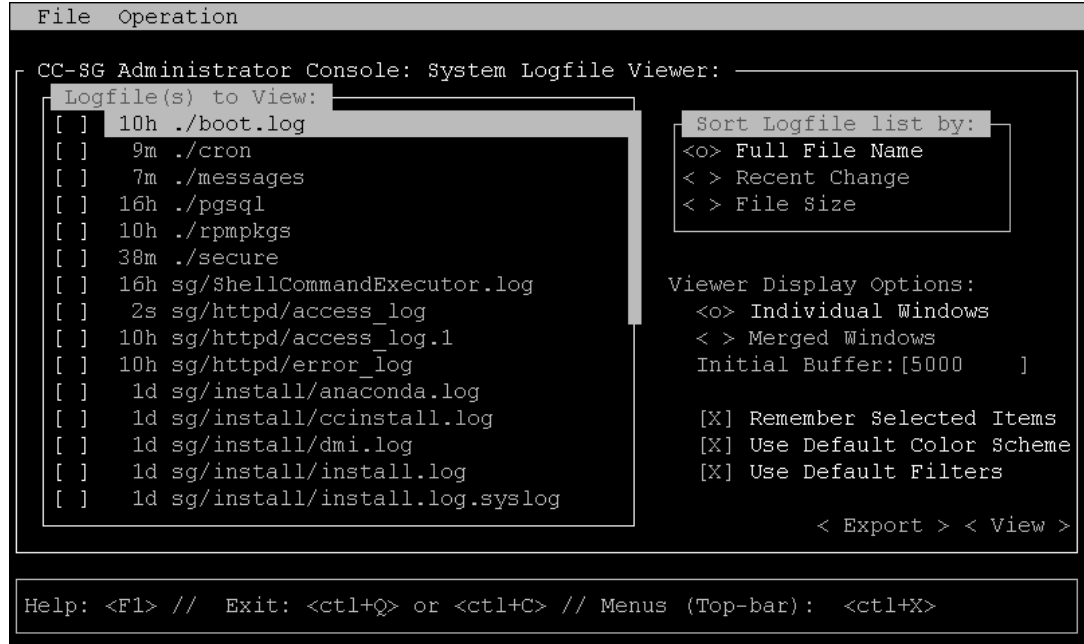 File Operation
CC-SG Administrator Console: System Logfile Viewer:
Logfile(s) to View:
[ ] 10h ./boot.log
[ ] 9m ./cron
[ ] 7m ./messages
[ ] 16h ./pgsql
[ ] 10h ./rpmpkgs
[ ] 38m ./secure
[ ] 16h sg/ShellCommandExecutor.log
[ ] 2s sg/httpd/access_log
[ ] 10h sg/httpd/access_log.1
[ ] 10h sg/httpd/error_log
[ ] 1d sg/install/anaconda.log
[ ] 1d sg/install/ccinstall.log
[ ] 1d sg/install/dmi.log
[ ] 1d sg/install/install.log
[ ] 1d sg/install/install.log.syslog
Sort Logfile list by:
<o> Full File Name
< > Recent Change
< > File Size
Viewer Display Options:
<o> Individual Windows
< > Merged Windows
Initial Buffer:[5000 ]
[X] Remember Selected Items
[X] Use Default Color Scheme
[X] Use Default Filters
< Export > < View >
Help: <F1> // Exit: <ctl+Q> or <ctl+C> // Menus (Top-bar): <ctl+X>